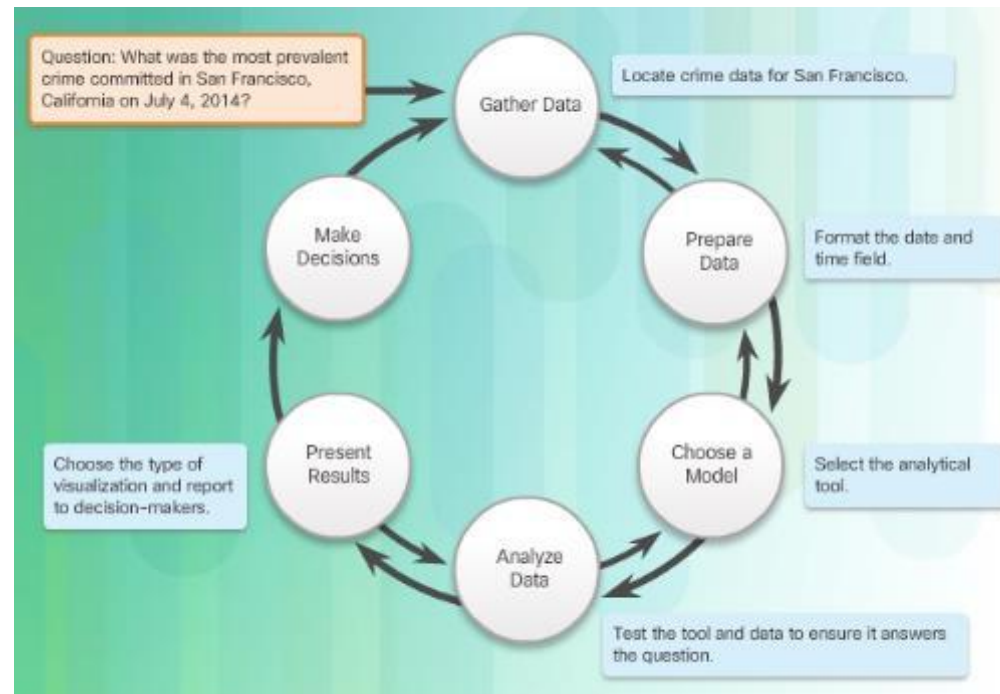 Question: What was the most prevalent
crime committed in San Francisco,
California on July 4, 2014?
Gather Data
Locate crime data for San Francisco.
Make
Decisions
Prepare
Data
Format the date and
time field.
Present
Results
Choose a
Model
Choose the type of
visualization and report
to decision-makers.
Select the analytical
tool.
Analyze
Data
Test the tool and data to ensure it answers
the question.